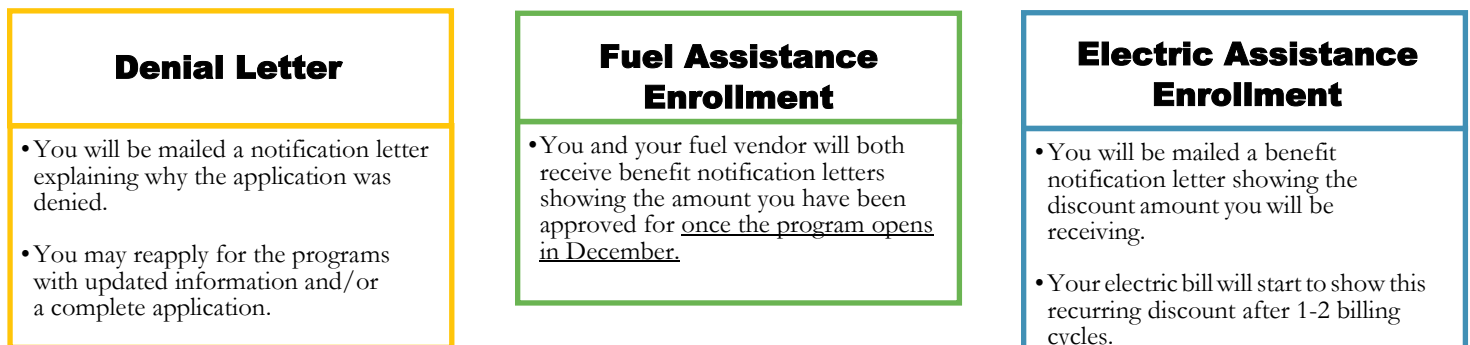 Denial Letter
•You will be mailed a notification letter
explaining why the application was
denied.
•You may reapply for the programs
with updated information and/or
a complete application.
Fuel Assistance
Enrollment
•You and your fuel vendor will both
receive benefit notification letters
showing the amount you have been
approved for once the program opens
in December.
Electric Assistance
Enrollment
•You will be mailed a benefit
notification letter showing the
discount amount you will be
receiving.
•Your electric bill will start to show this
recurring discount after 1-2 billing
cycles.